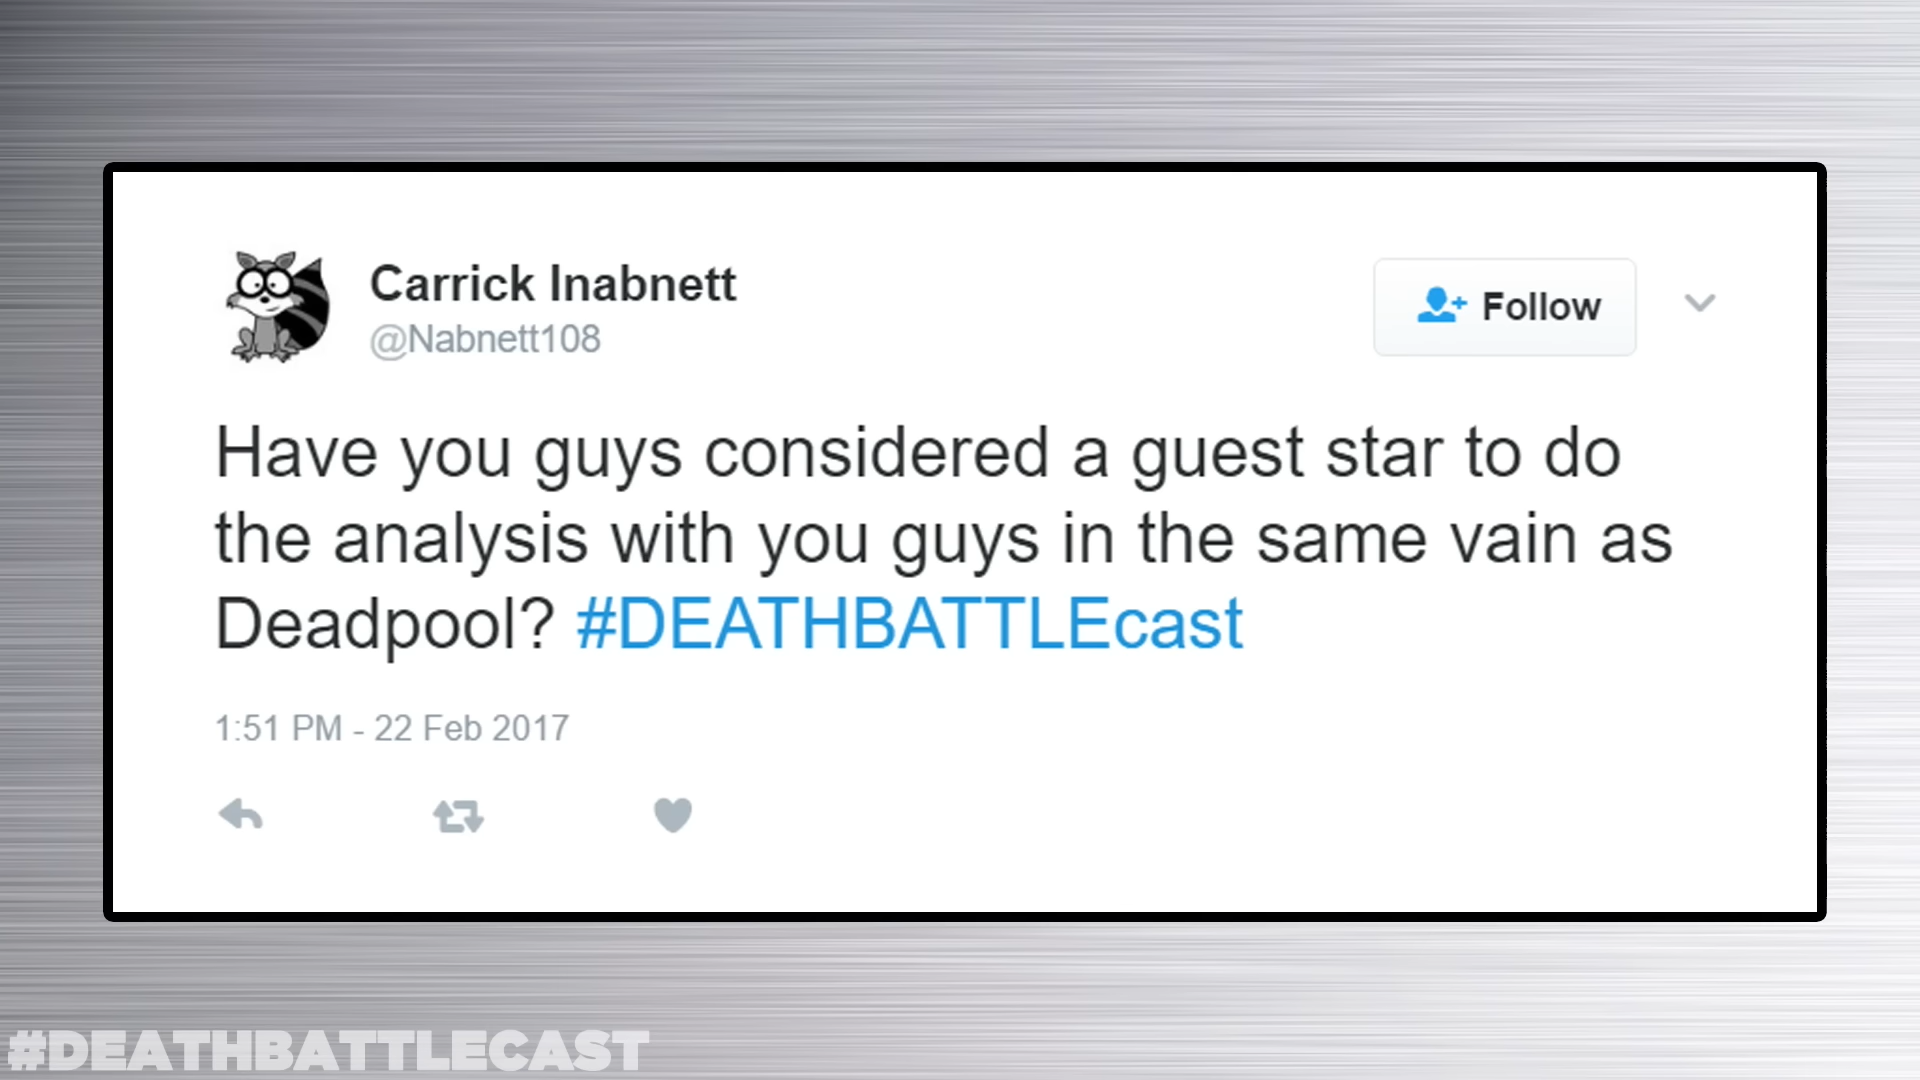 Carrick Inabnett
@Nabnett108
Follow
Have you guys considered a guest star to do
the analysis with you guys in the same vain as
Deadpool? #DEATHBATTLEcast
1:51 PM - 22 Feb 2017
#DEATHBATTLECAST